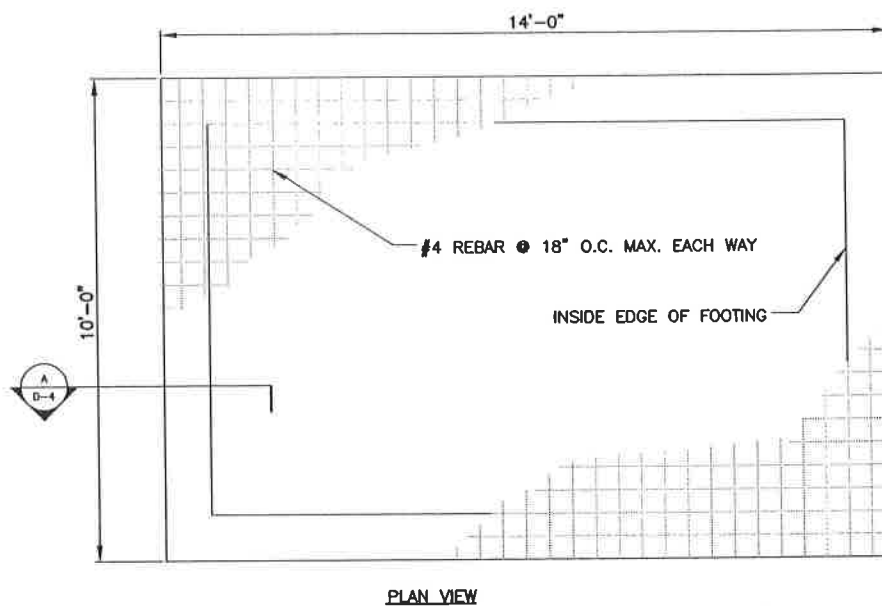 14'-0"
10'-0"
#4 REBAR @ 18" O.C. MAX. EACH WAY
INSIDE EDGE OF FOOTING
A
D-4
PLAN VIEW